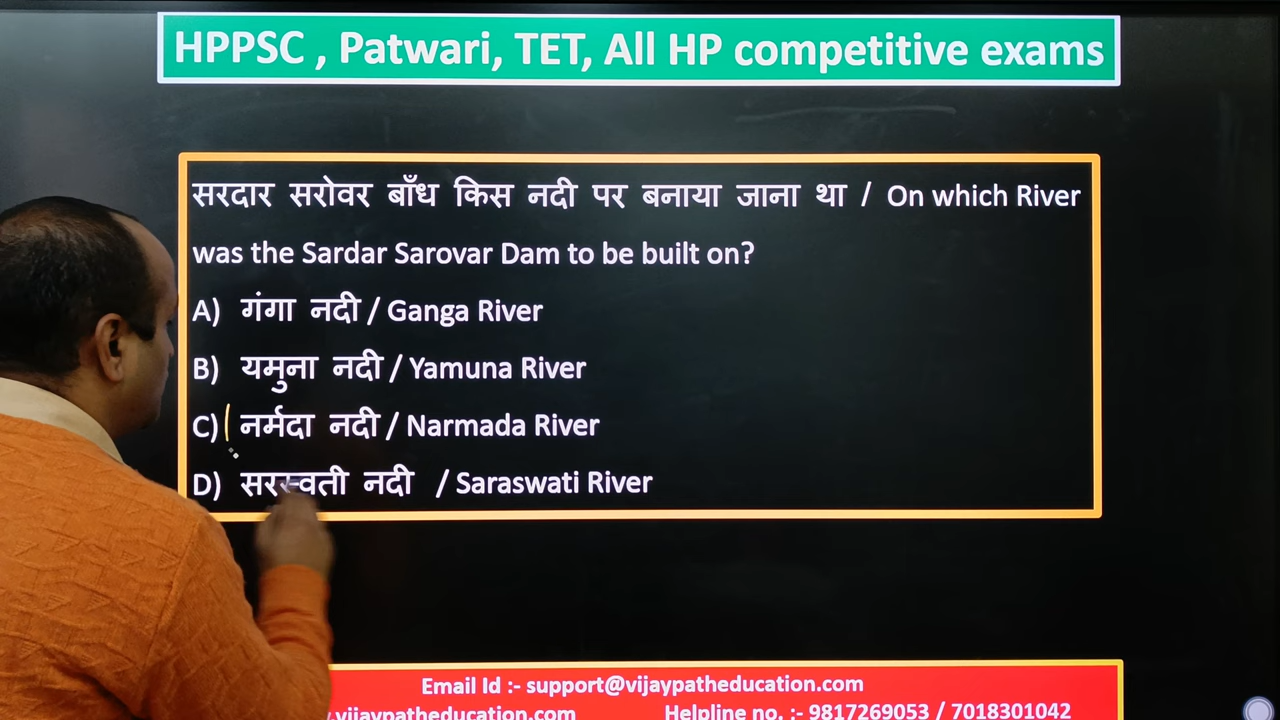 HPPSC , Patwari, TET, All HP competitive exams
सरदार सरोवर बाँध किस नदी पर बनाया जाना था / On which River
was the Sardar Sarovar Dam to be built on?
A) गंगा नदी / Ganga River
B) यमुना नदी / Yamuna River
C) नर्मदा नदी / Narmada River
D) सरस्वती नदी / Saraswati River
Email Id :- support@vijaypatheducation.com
.vijaypatheducation.com Helpline no. :- 9817269053 / 7018301042